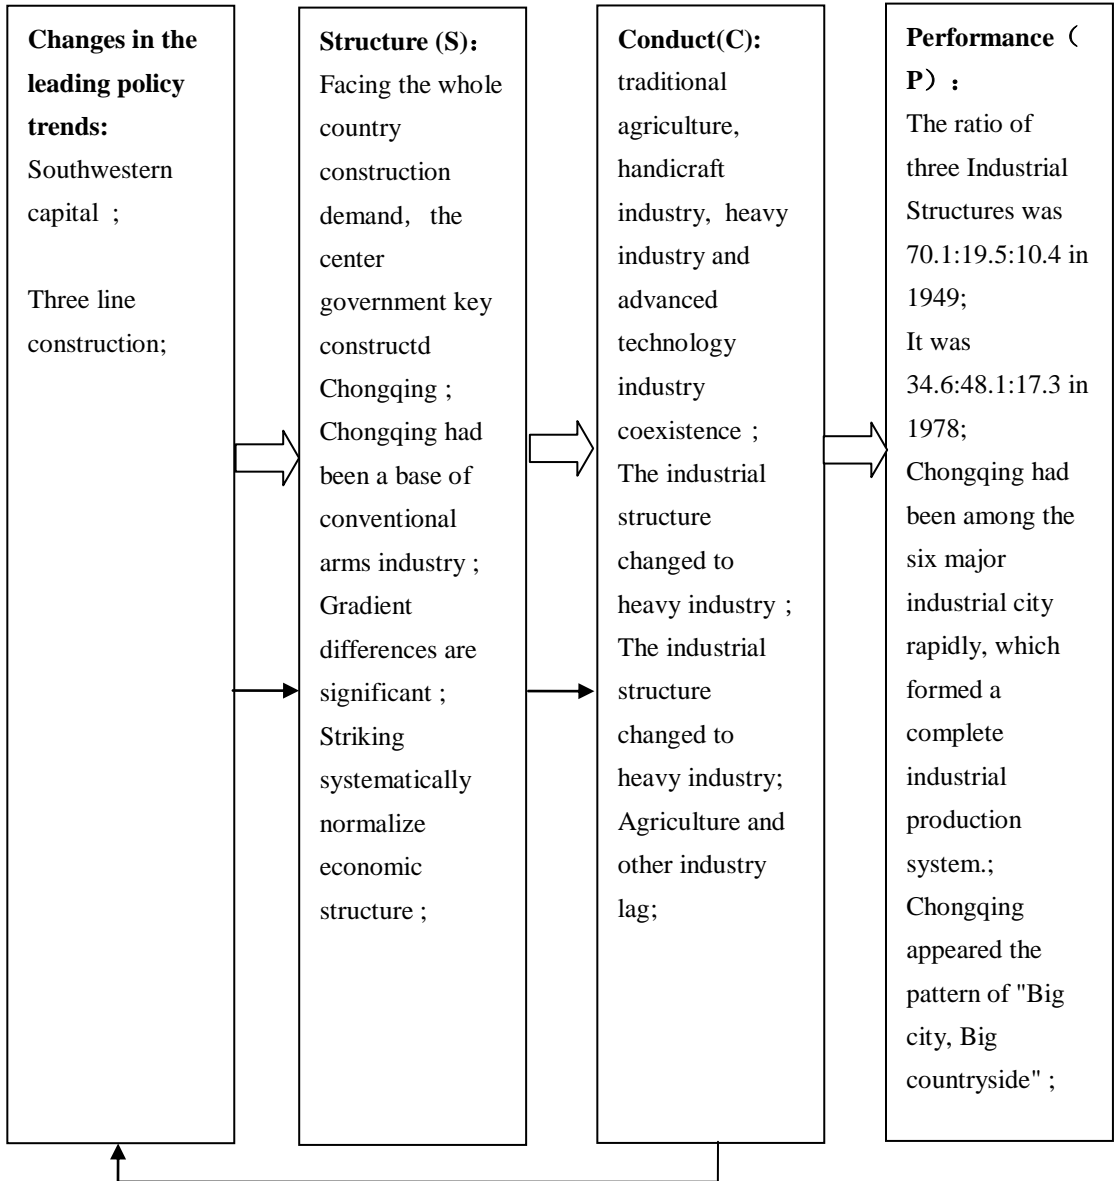 Changes in the
leading policy
trends:
Southwestern
capital ;
Three line
construction;
Structure (S)：
Facing the whole
country
construction
demand, the
center
government key
constructd
Chongqing ;
Chongqing had
been a base of
conventional
arms industry ;
Gradient
differences are
significant ;
Striking
systematically
normalize
economic
structure ;
Conduct(C):
traditional
agriculture,
handicraft
industry, heavy
industry and
advanced
technology
industry
coexistence ;
The industrial
structure
changed to
heavy industry ;
The industrial
structure
changed to
heavy industry;
Agriculture and
other industry
lag;
Performance（
P）：
The ratio of
three Industrial
Structures was
70.1:19.5:10.4 in
1949;
It was
34.6:48.1:17.3 in
1978;
Chongqing had
been among the
six major
industrial city
rapidly, which
formed a
complete
industrial
production
system.;
Chongqing
appeared the
pattern of "Big
city, Big
countryside" ;